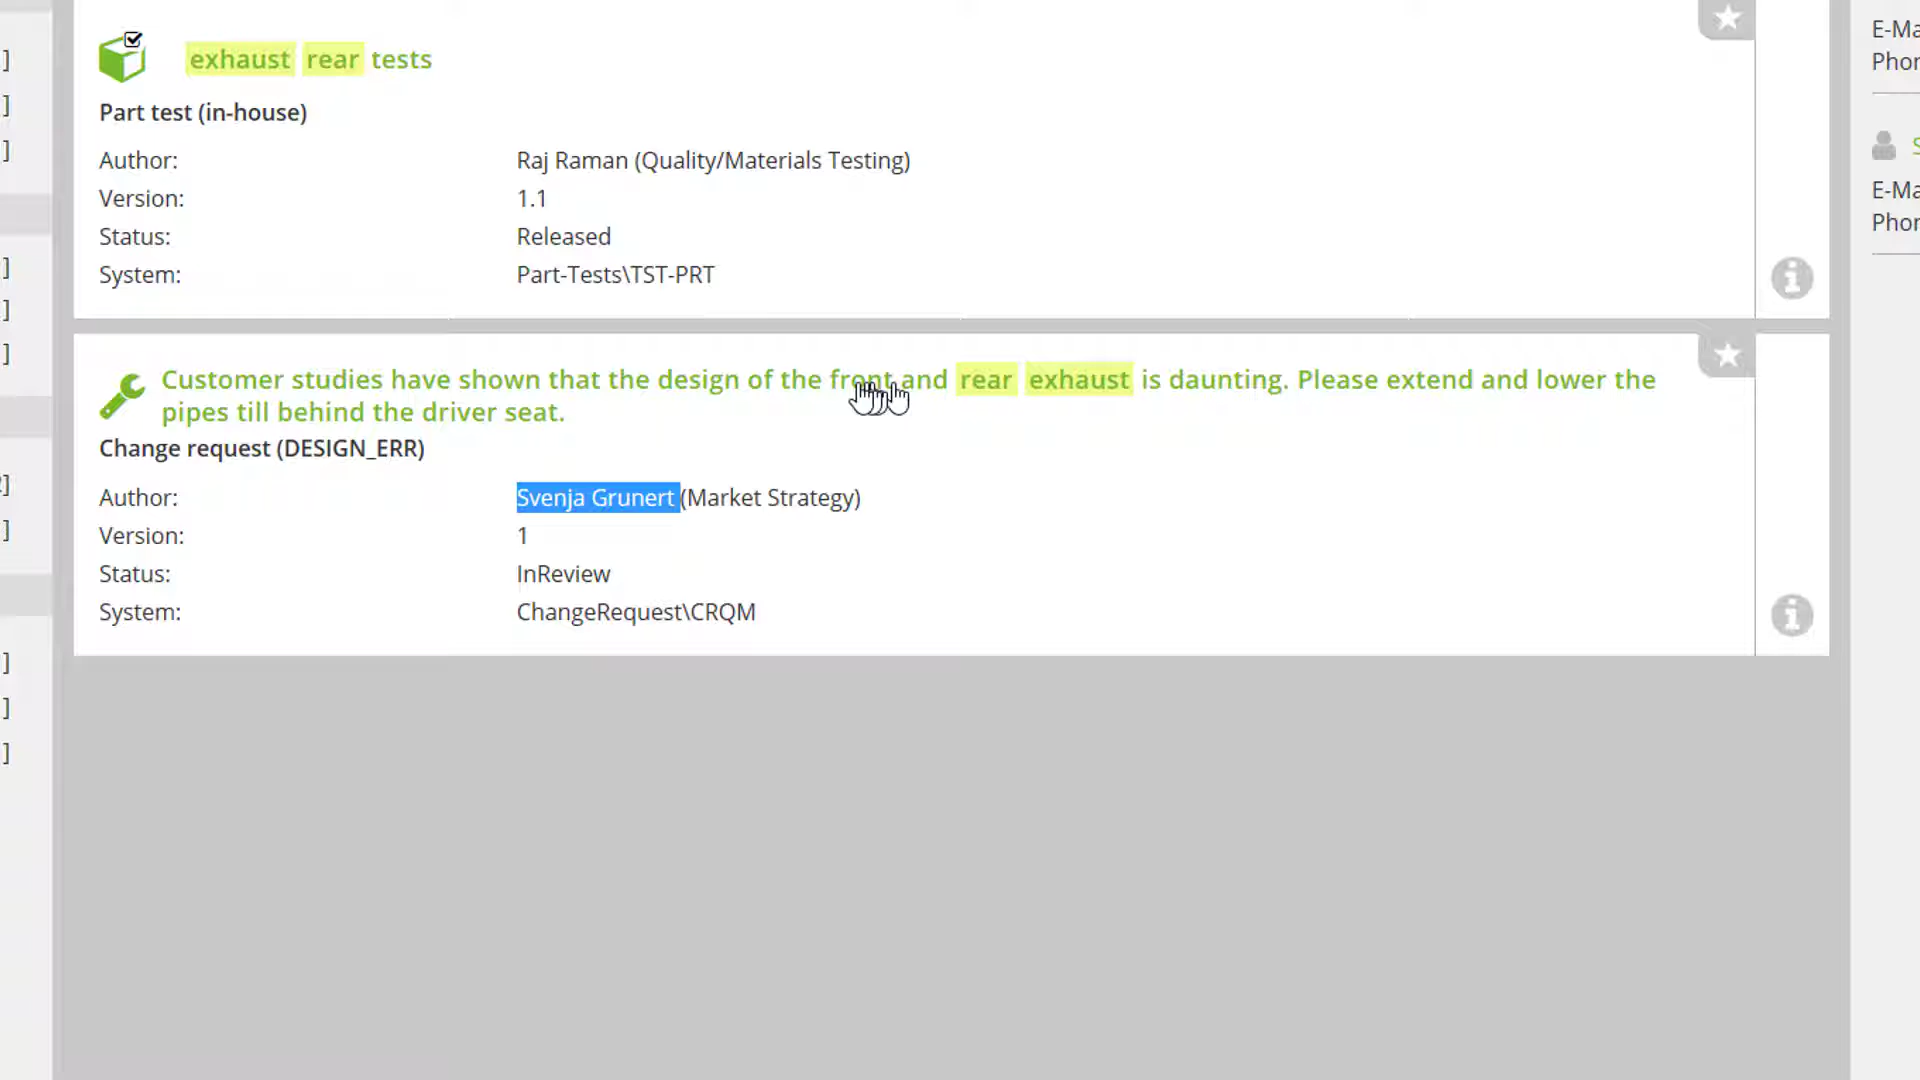 exhaust rear tests
Part test (in-house)
Author: Raj Raman (Quality/Materials Testing)
Version: 1.1
Status: Released
System: Part-Tests\TST-PRT
Customer studies have shown that the design of the front and rear exhaust is daunting. Please extend and lower the
pipes till behind the driver seat.
Change request (DESIGN_ERR)
Author: Svenja Grunert (Market Strategy)
Version: 1
Status: InReview
System: ChangeRequest\CRQM
E-Ma
Phor
E-Ma
Phor